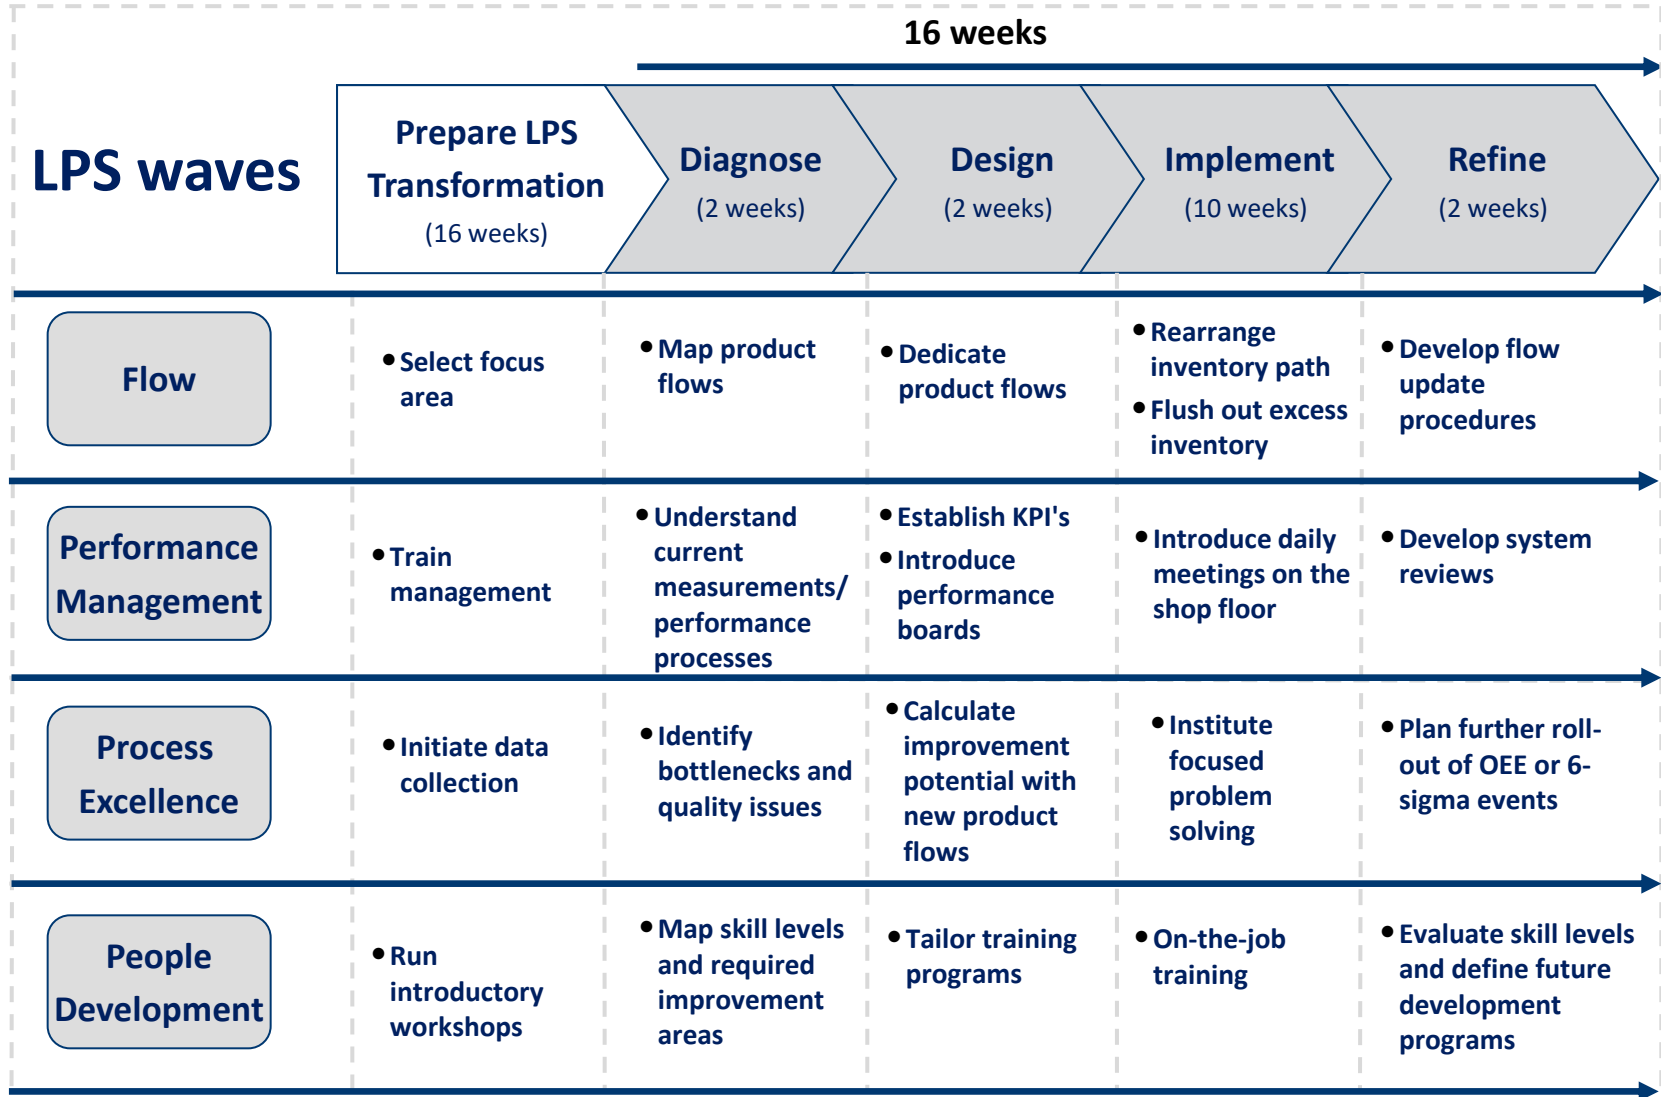 16 weeks
LPS waves
Prepare LPS
Transformation
(16 weeks)
Diagnose
(2 weeks)
Design
(2 weeks)
Implement
(10 weeks)
Refine
(2 weeks)
Flow
• Select focus
area
• Map product
flows
• Dedicate
product flows
• Rearrange
inventory path
• Flush out excess
inventory
• Develop flow
update
procedures
Performance
Management
• Train
management
• Understand
current
measurements/
performance
processes
• Establish KPI's
• Introduce
performance
boards
• Introduce daily
meetings on the
shop floor
• Develop system
reviews
Process
Excellence
• Initiate data
collection
• Identify
bottlenecks and
quality issues
• Calculate
improvement
potential with
new product
flows
• Institute
focused
problem
solving
• Plan further roll-
out of OEE or 6-
sigma events
People
Development
• Run
introductory
workshops
• Map skill levels
and required
improvement
areas
• Tailor training
programs
• On-the-job
training
• Evaluate skill levels
and define future
development
programs